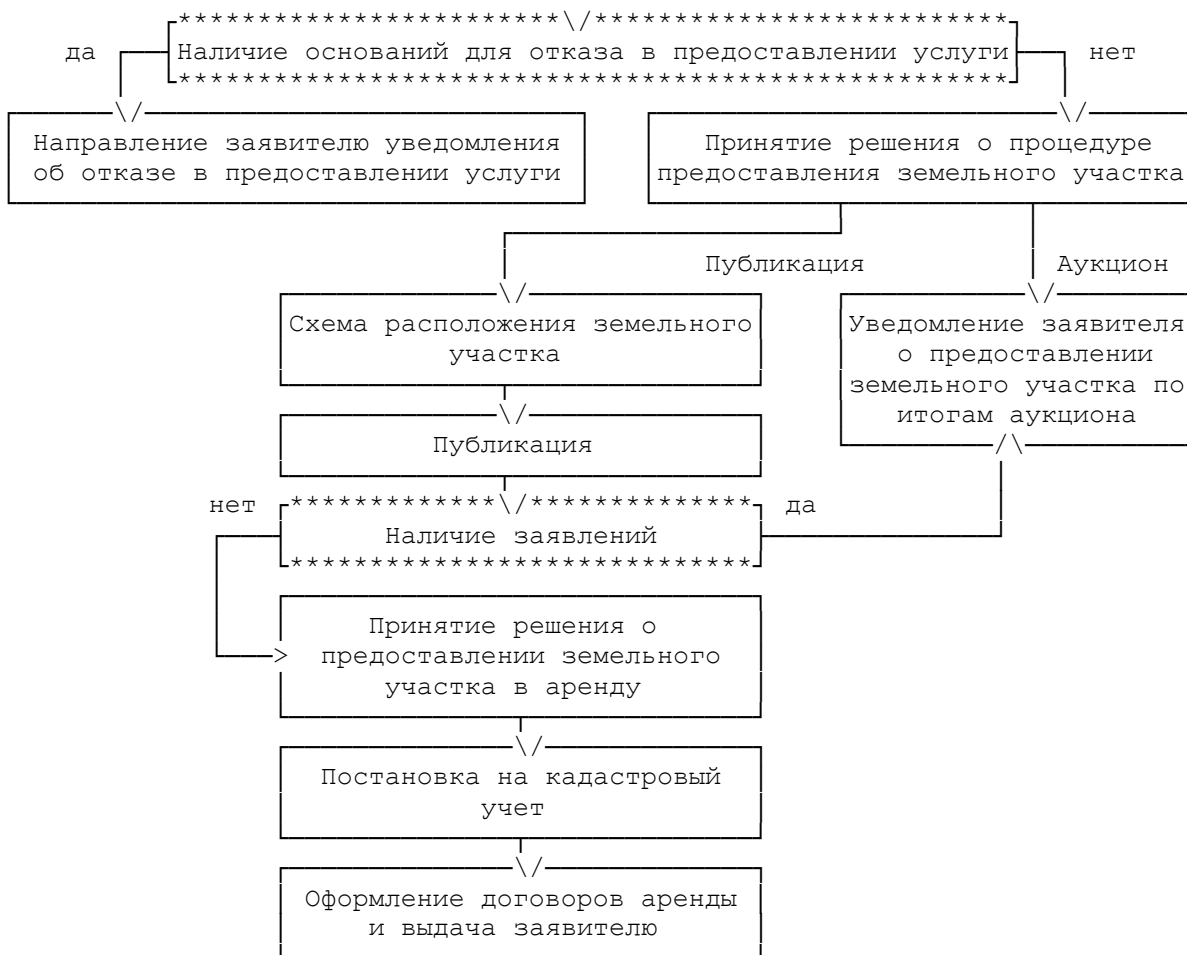 да
Наличие оснований для отказа в предоставлении услуги
нет
Направление заявителю уведомления
об отказе в предоставлении услуги
Принятие решения о процедуре
предоставления земельного участка
Публикация
Аукцион
Схема расположения земельного
участка
Уведомление заявителя
о предоставлении
земельного участка по
итогам аукциона
Публикация
нет
да
Наличие заявлений
Принятие решения о
предоставлении земельного
участка в аренду
Постановка на кадастровый
учет
Оформление договоров аренды
и выдача заявителю